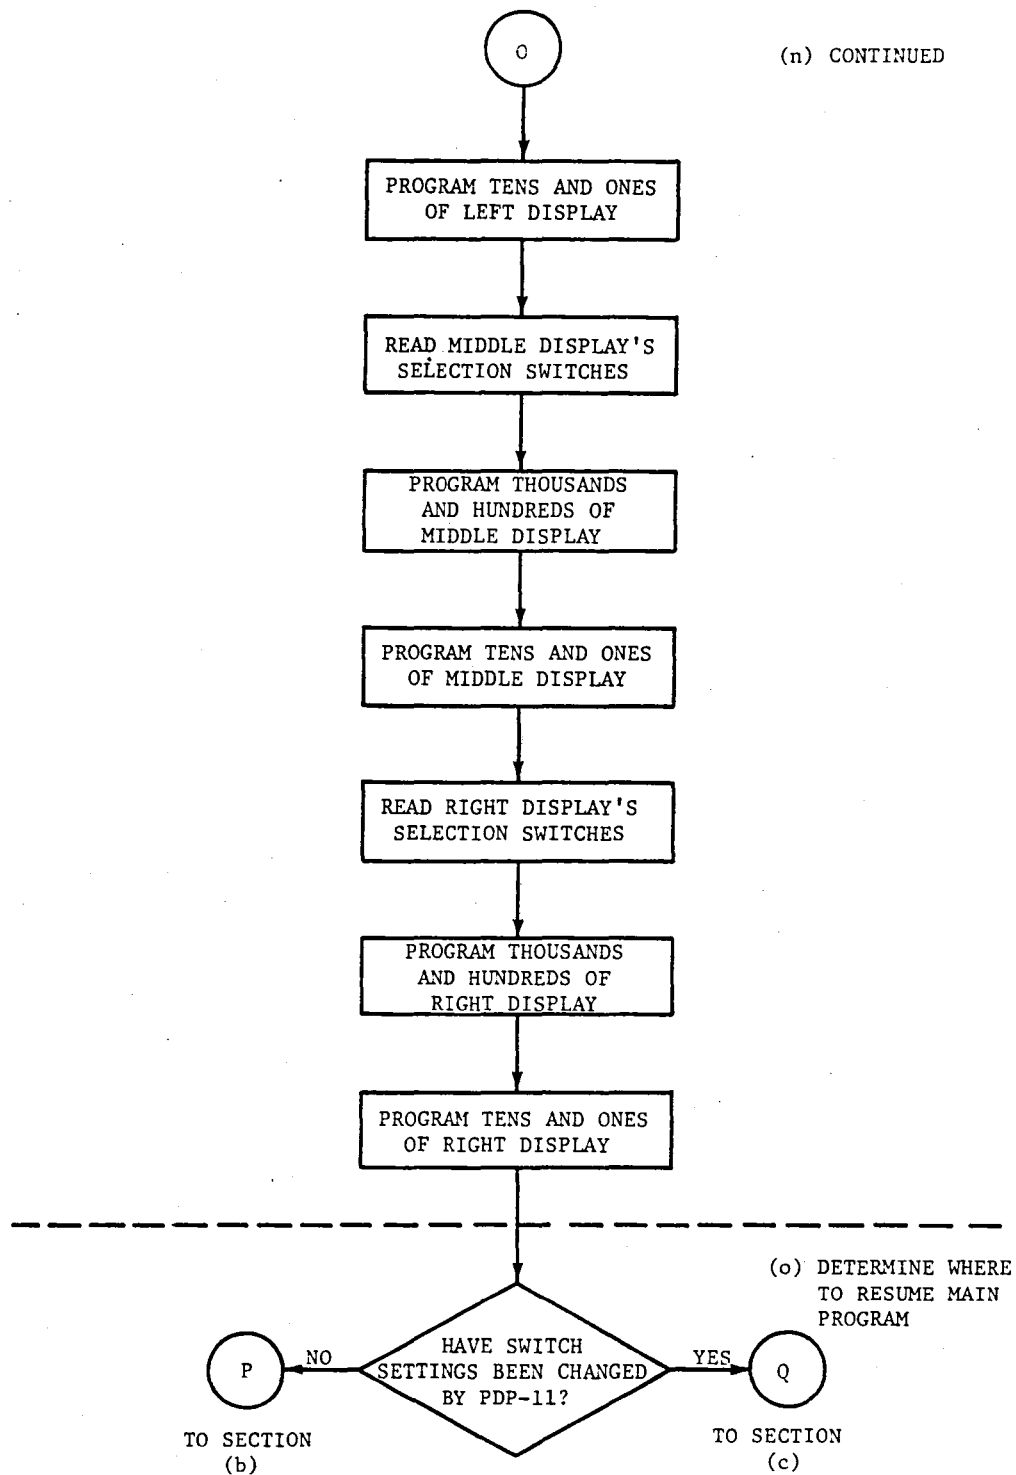 O
(n) CONTINUED
PROGRAM TENS AND ONES
OF LEFT DISPLAY
READ MIDDLE DISPLAY'S
SELECTION SWITCHES
PROGRAM THOUSANDS
AND HUNDREDS OF
MIDDLE DISPLAY
PROGRAM TENS AND ONES
OF MIDDLE DISPLAY
READ RIGHT DISPLAY'S
SELECTION SWITCHES
PROGRAM THOUSANDS
AND HUNDREDS OF
RIGHT DISPLAY
PROGRAM TENS AND ONES
OF RIGHT DISPLAY
(o) DETERMINE WHERE
TO RESUME MAIN
PROGRAM
HAVE SWITCH
SETTINGS BEEN CHANGED
BY PDP-11?
NO
P
TO SECTION
(b)
YES
Q
TO SECTION
(c)